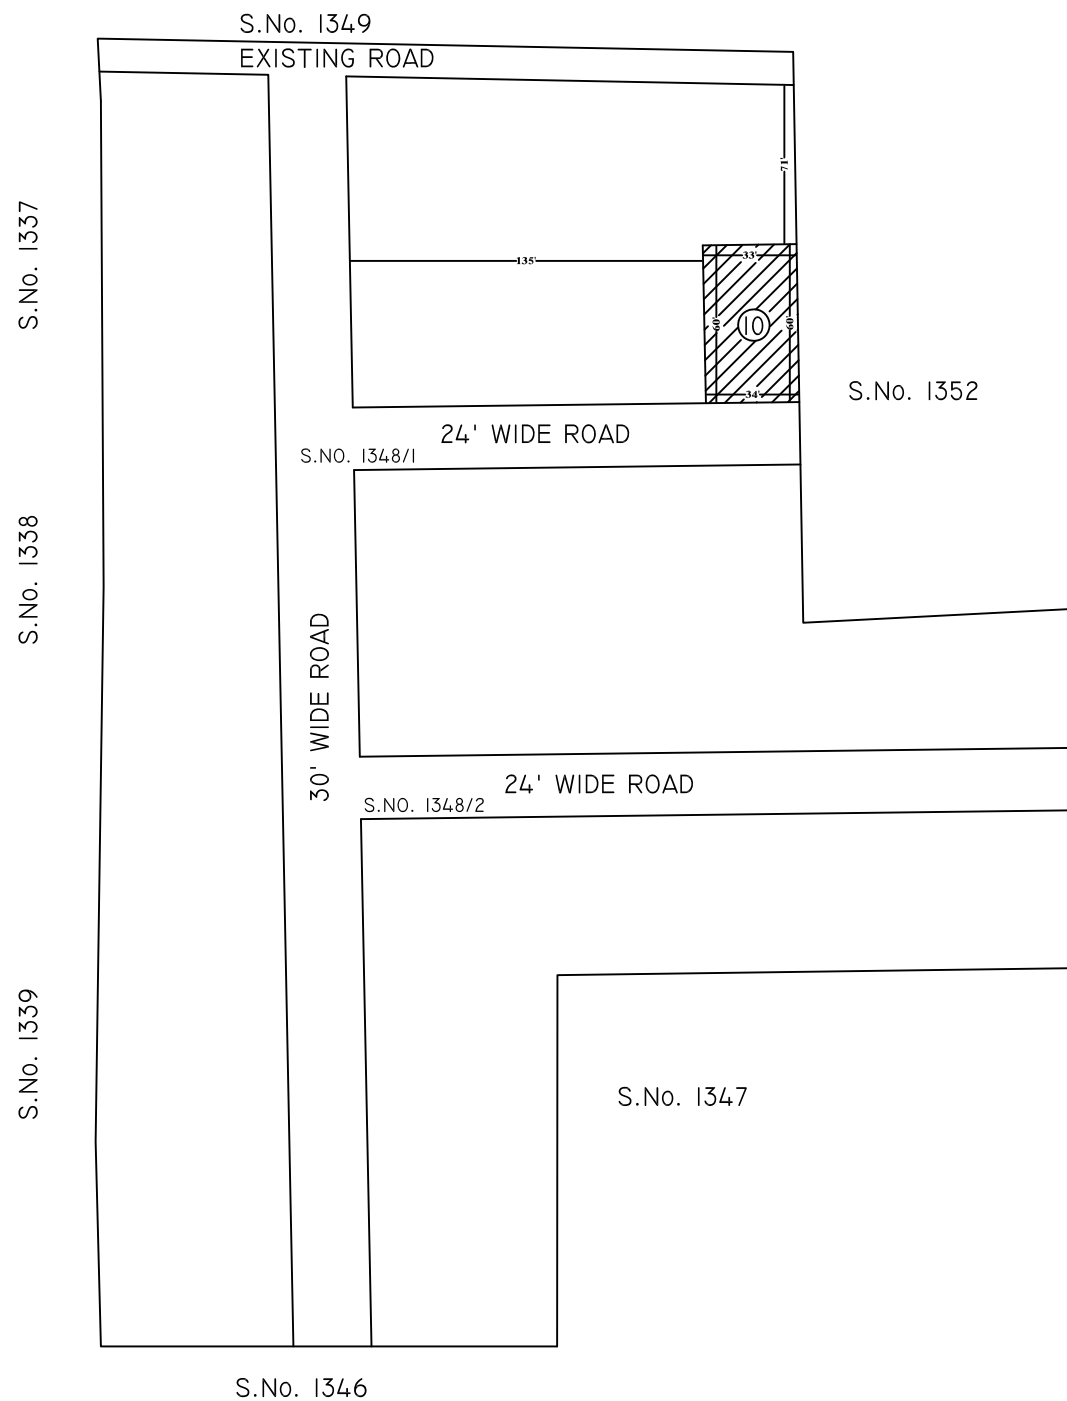 S.No. 1349
EXISTING ROAD
71'
S.No. 1337
135'
33'
60'
10
60'
34'
S.No. 1352
24' WIDE ROAD
S.NO. 1348/1
S.No. 1338
30' WIDE ROAD
24' WIDE ROAD
S.NO. 1348/2
S.No. 1339
S.No. 1347
S.No. 1346